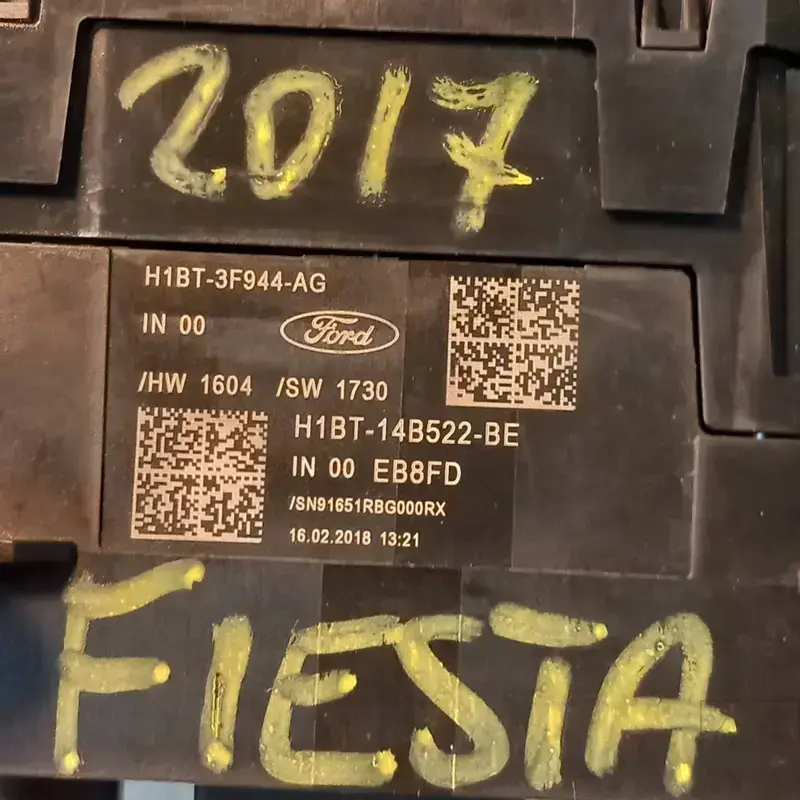 2017
H1BT-3F944-AG
IN 00
Ford
/HW 1604 /SW 1730
H1BT-14B522-BE
IN 00 EB8FD
/SN91651RBG000RX
16.02.2018 13:21
FIESTA